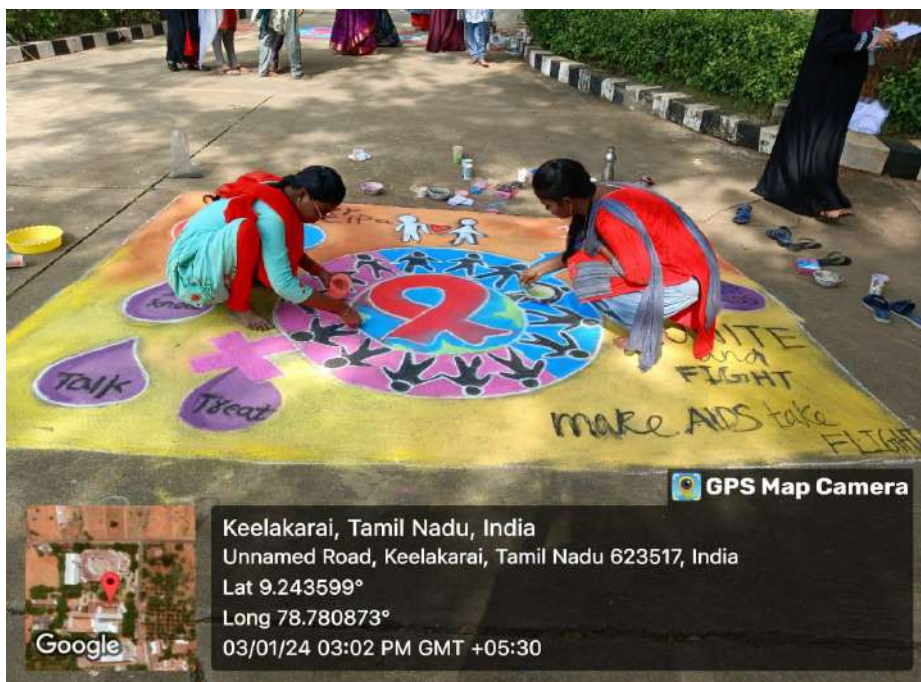 Talk
Treat
UNITE
and
FIGHT
make AIDS take
FLIGHT
GPS Map Camera
Keelakarai, Tamil Nadu, India
Unnamed Road, Keelakarai, Tamil Nadu 623517, India
Lat 9.243599°
Long 78.780873°
03/01/24 03:02 PM GMT +05:30
Google